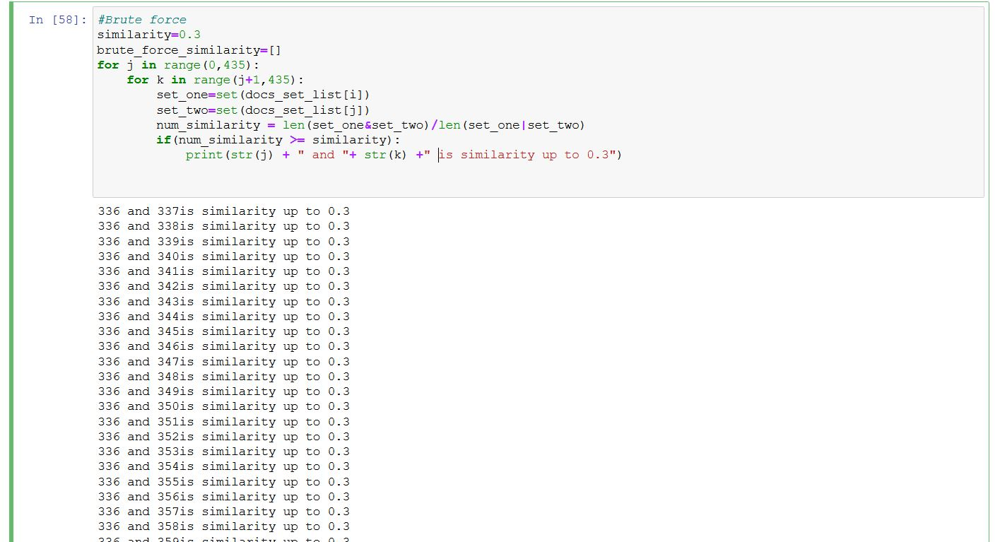 In [58]: #Brute force
similarity=0.3
brute_force_similarity=[]
for j in range(0,435):
    for k in range(j+1,435):
        set_one=set(docs_set_list[i])
        set_two=set(docs_set_list[j])
        num_similarity = len(set_one&set_two)/len(set_one|set_two)
        if(num_similarity >= similarity):
            print(str(j) + " and "+ str(k) +" is similarity up to 0.3")
336 and 337is similarity up to 0.3
336 and 338is similarity up to 0.3
336 and 339is similarity up to 0.3
336 and 340is similarity up to 0.3
336 and 341is similarity up to 0.3
336 and 342is similarity up to 0.3
336 and 343is similarity up to 0.3
336 and 344is similarity up to 0.3
336 and 345is similarity up to 0.3
336 and 346is similarity up to 0.3
336 and 347is similarity up to 0.3
336 and 348is similarity up to 0.3
336 and 349is similarity up to 0.3
336 and 350is similarity up to 0.3
336 and 351is similarity up to 0.3
336 and 352is similarity up to 0.3
336 and 353is similarity up to 0.3
336 and 354is similarity up to 0.3
336 and 355is similarity up to 0.3
336 and 356is similarity up to 0.3
336 and 357is similarity up to 0.3
336 and 358is similarity up to 0.3
336 and 359is similarity up to 0.3